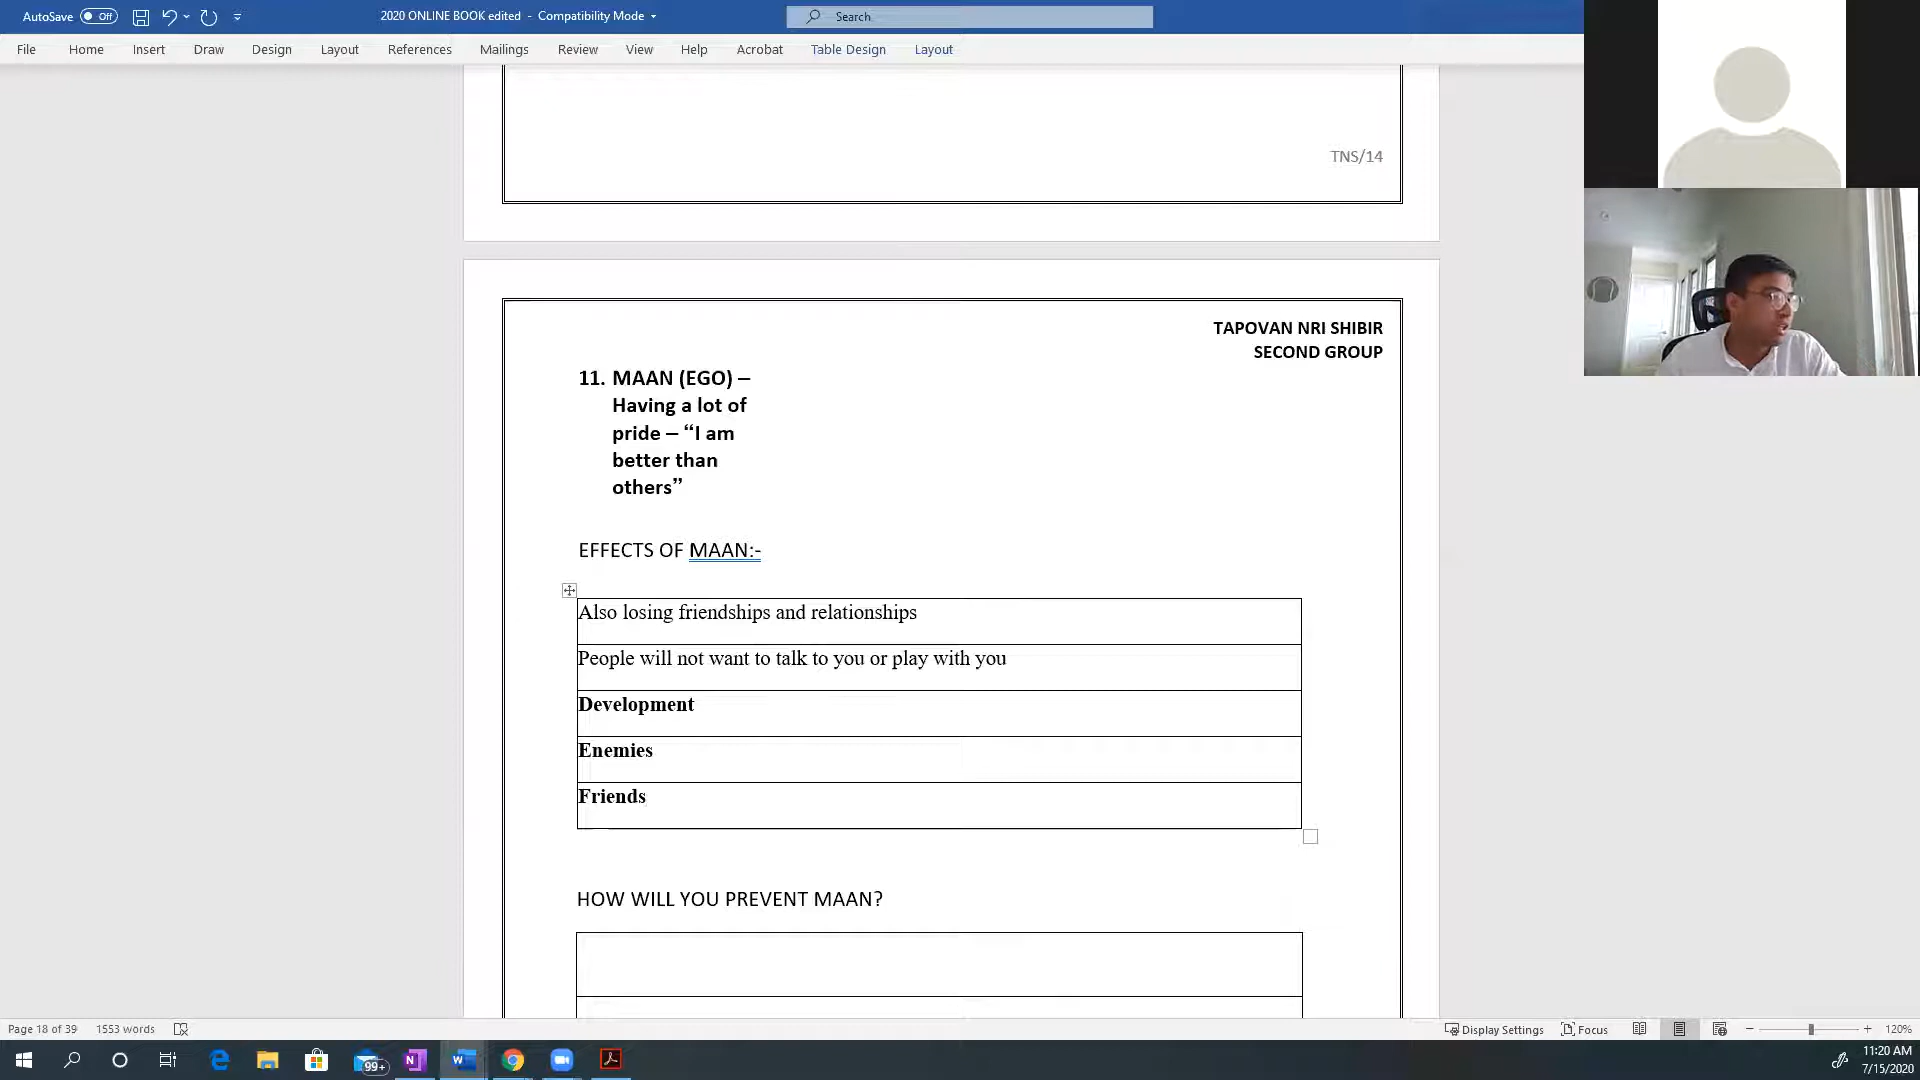 AutoSave Off 2020 ONLINE BOOK edited - Compatibility Mode Search
File Home Insert Draw Design Layout References Mailings Review View Help Acrobat Table Design Layout
TNS/14
TAPOVAN NRI SHIBIR
SECOND GROUP
11. MAAN (EGO) –
Having a lot of
pride – “I am
better than
others”
EFFECTS OF MAAN:-
Also losing friendships and relationships
People will not want to talk to you or play with you
Development
Enemies
Friends
HOW WILL YOU PREVENT MAAN?
Page 18 of 39 1553 words Display Settings Focus 120%
99+
11:20 AM
7/15/2020